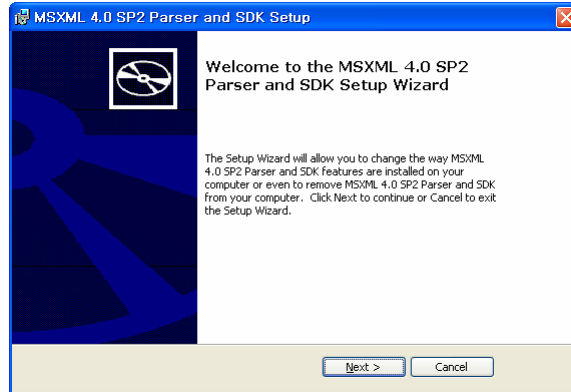 MSXML 4.0 SP2 Parser and SDK Setup
Welcome to the MSXML 4.0 SP2
Parser and SDK Setup Wizard
The Setup Wizard will allow you to change the way MSXML
4.0 SP2 Parser and SDK features are installed on your
computer or even to remove MSXML 4.0 SP2 Parser and SDK
from your computer. Click Next to continue or Cancel to exit
the Setup Wizard.
Next >
Cancel